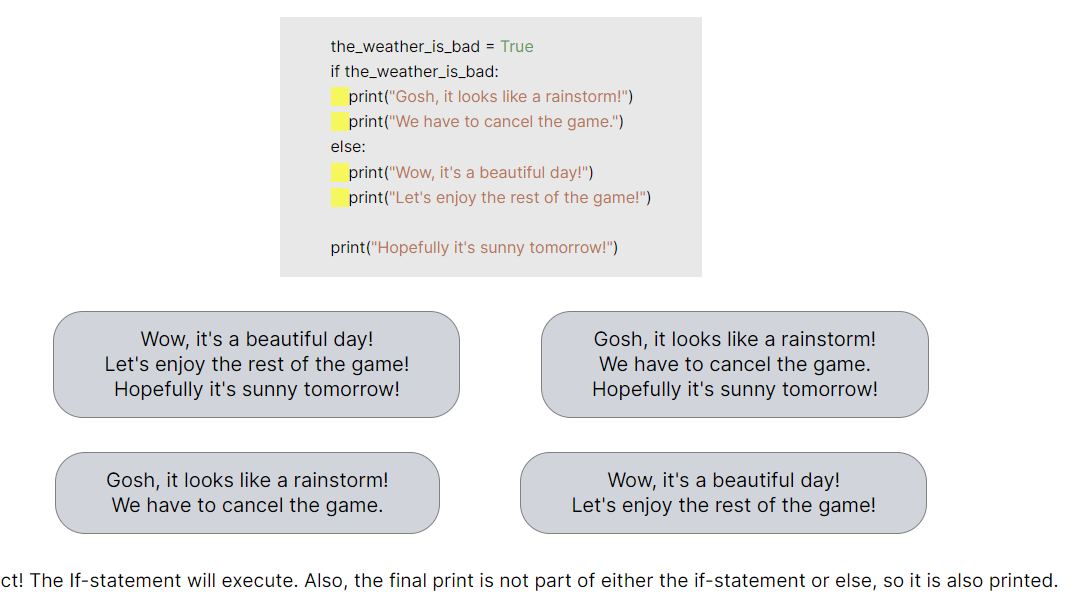 the_weather_is_bad = True
if the_weather_is_bad:
print("Gosh, it looks like a rainstorm!")
print("We have to cancel the game.")
else:
print("Wow, it's a beautiful day!")
print("Let's enjoy the rest of the game!")
print("Hopefully it's sunny tomorrow!")
Wow, it's a beautiful day!
Let's enjoy the rest of the game!
Hopefully it's sunny tomorrow!
Gosh, it looks like a rainstorm!
We have to cancel the game.
Hopefully it's sunny tomorrow!
Gosh, it looks like a rainstorm!
We have to cancel the game.
Wow, it's a beautiful day!
Let's enjoy the rest of the game!
ct! The If-statement will execute. Also, the final print is not part of either the if-statement or else, so it is also printed.